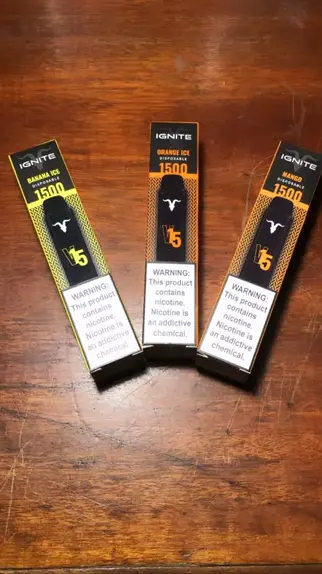 IGNITE
BANANA ICE
DISPOSABLE
1500
V15
WARNING:
This product
contains
nicotine.
Nicotine is
an addictive
chemical.
IGNITE
ORANGE ICE
DISPOSABLE
1500
V15
WARNING:
This product
contains
nicotine.
Nicotine is
an addictive
chemical.
IGNITE
MANGO
DISPOSABLE
1500
V15
WARNING:
This product
contains
nicotine.
Nicotine is
an addictive
chemical.